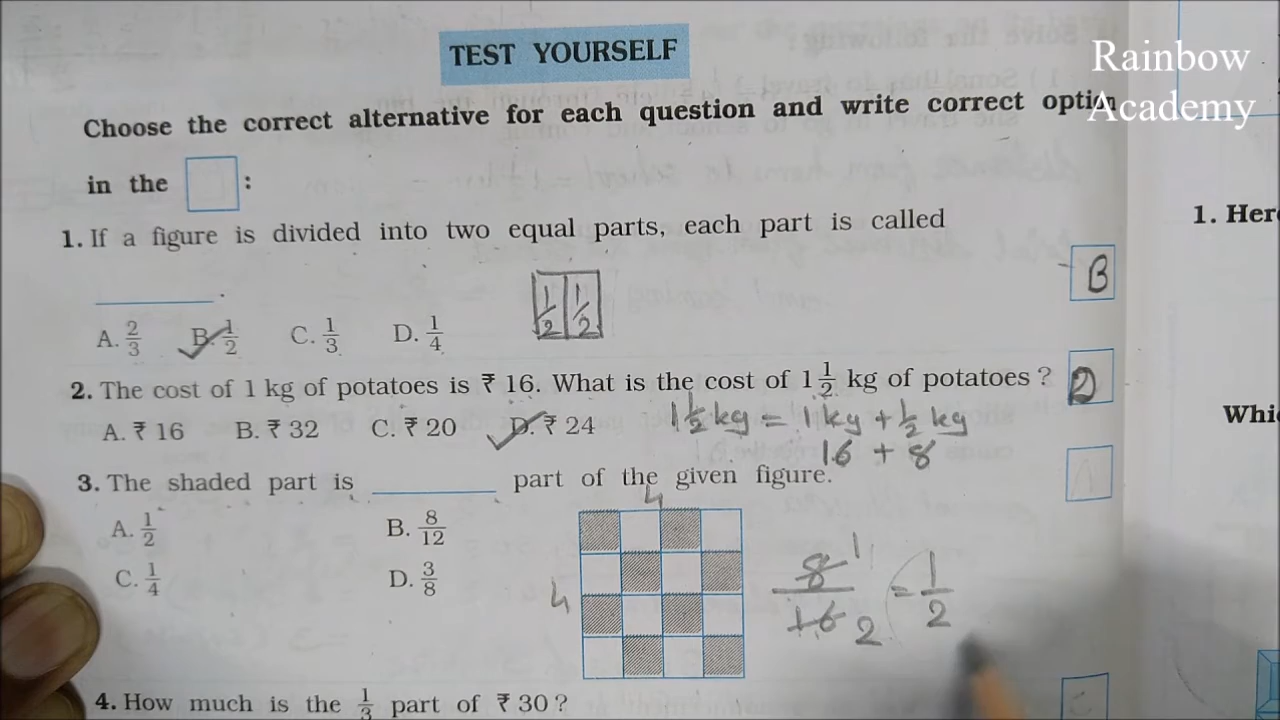 Rainbow
Academy
TEST YOURSELF
Choose the correct alternative for each question and write correct
in the :
1. If a figure is divided into two equal parts, each part is called
B
A. 2/3 B. 1/2 C. 1/3 D. 1/4
1/2 1/2
2. The cost of 1 kg of potatoes is ₹ 16. What is the cost of 1 1/2 kg of potatoes ?
D
A. ₹ 16 B. ₹ 32 C. ₹ 20 D. ₹ 24
1 1/2 kg = 1 kg + 1/2 kg
16 + 8
3. The shaded part is ________ part of the given figure.
A
A. 1/2 B. 8/12
C. 1/4 D. 3/8
4
4
8/16 1 2 = 1/2
4. How much is the 1/3 part of ₹ 30 ?
1.